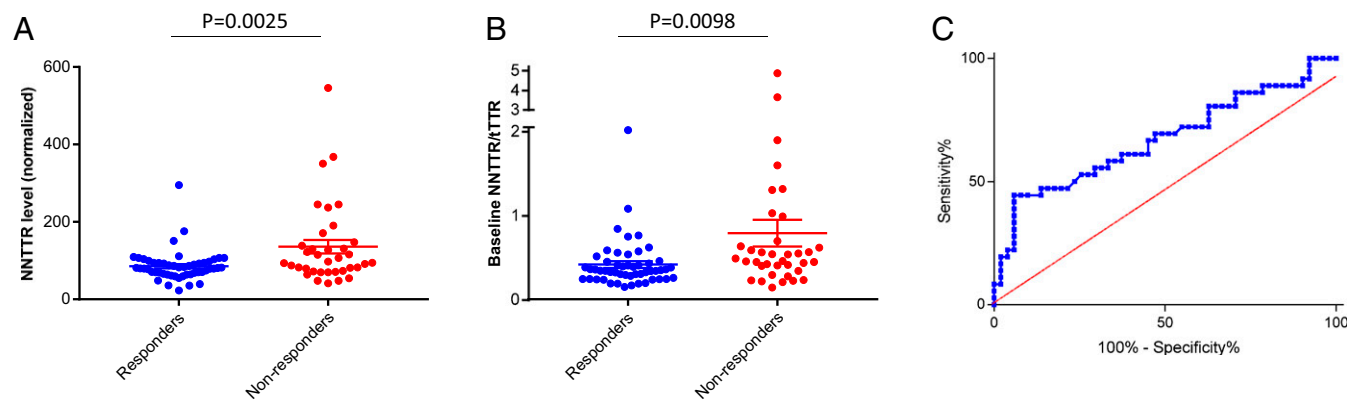 A
P=0.0025
NNTTR level (normalized)
600
400
200
0
Responders
Non-responders
B
P=0.0098
Baseline NNTTR/tTTR
5
4
3
2
1
0
Responders
Non-responders
C
Sensitivity%
100
50
0
0
50
100
100% - Specificity%